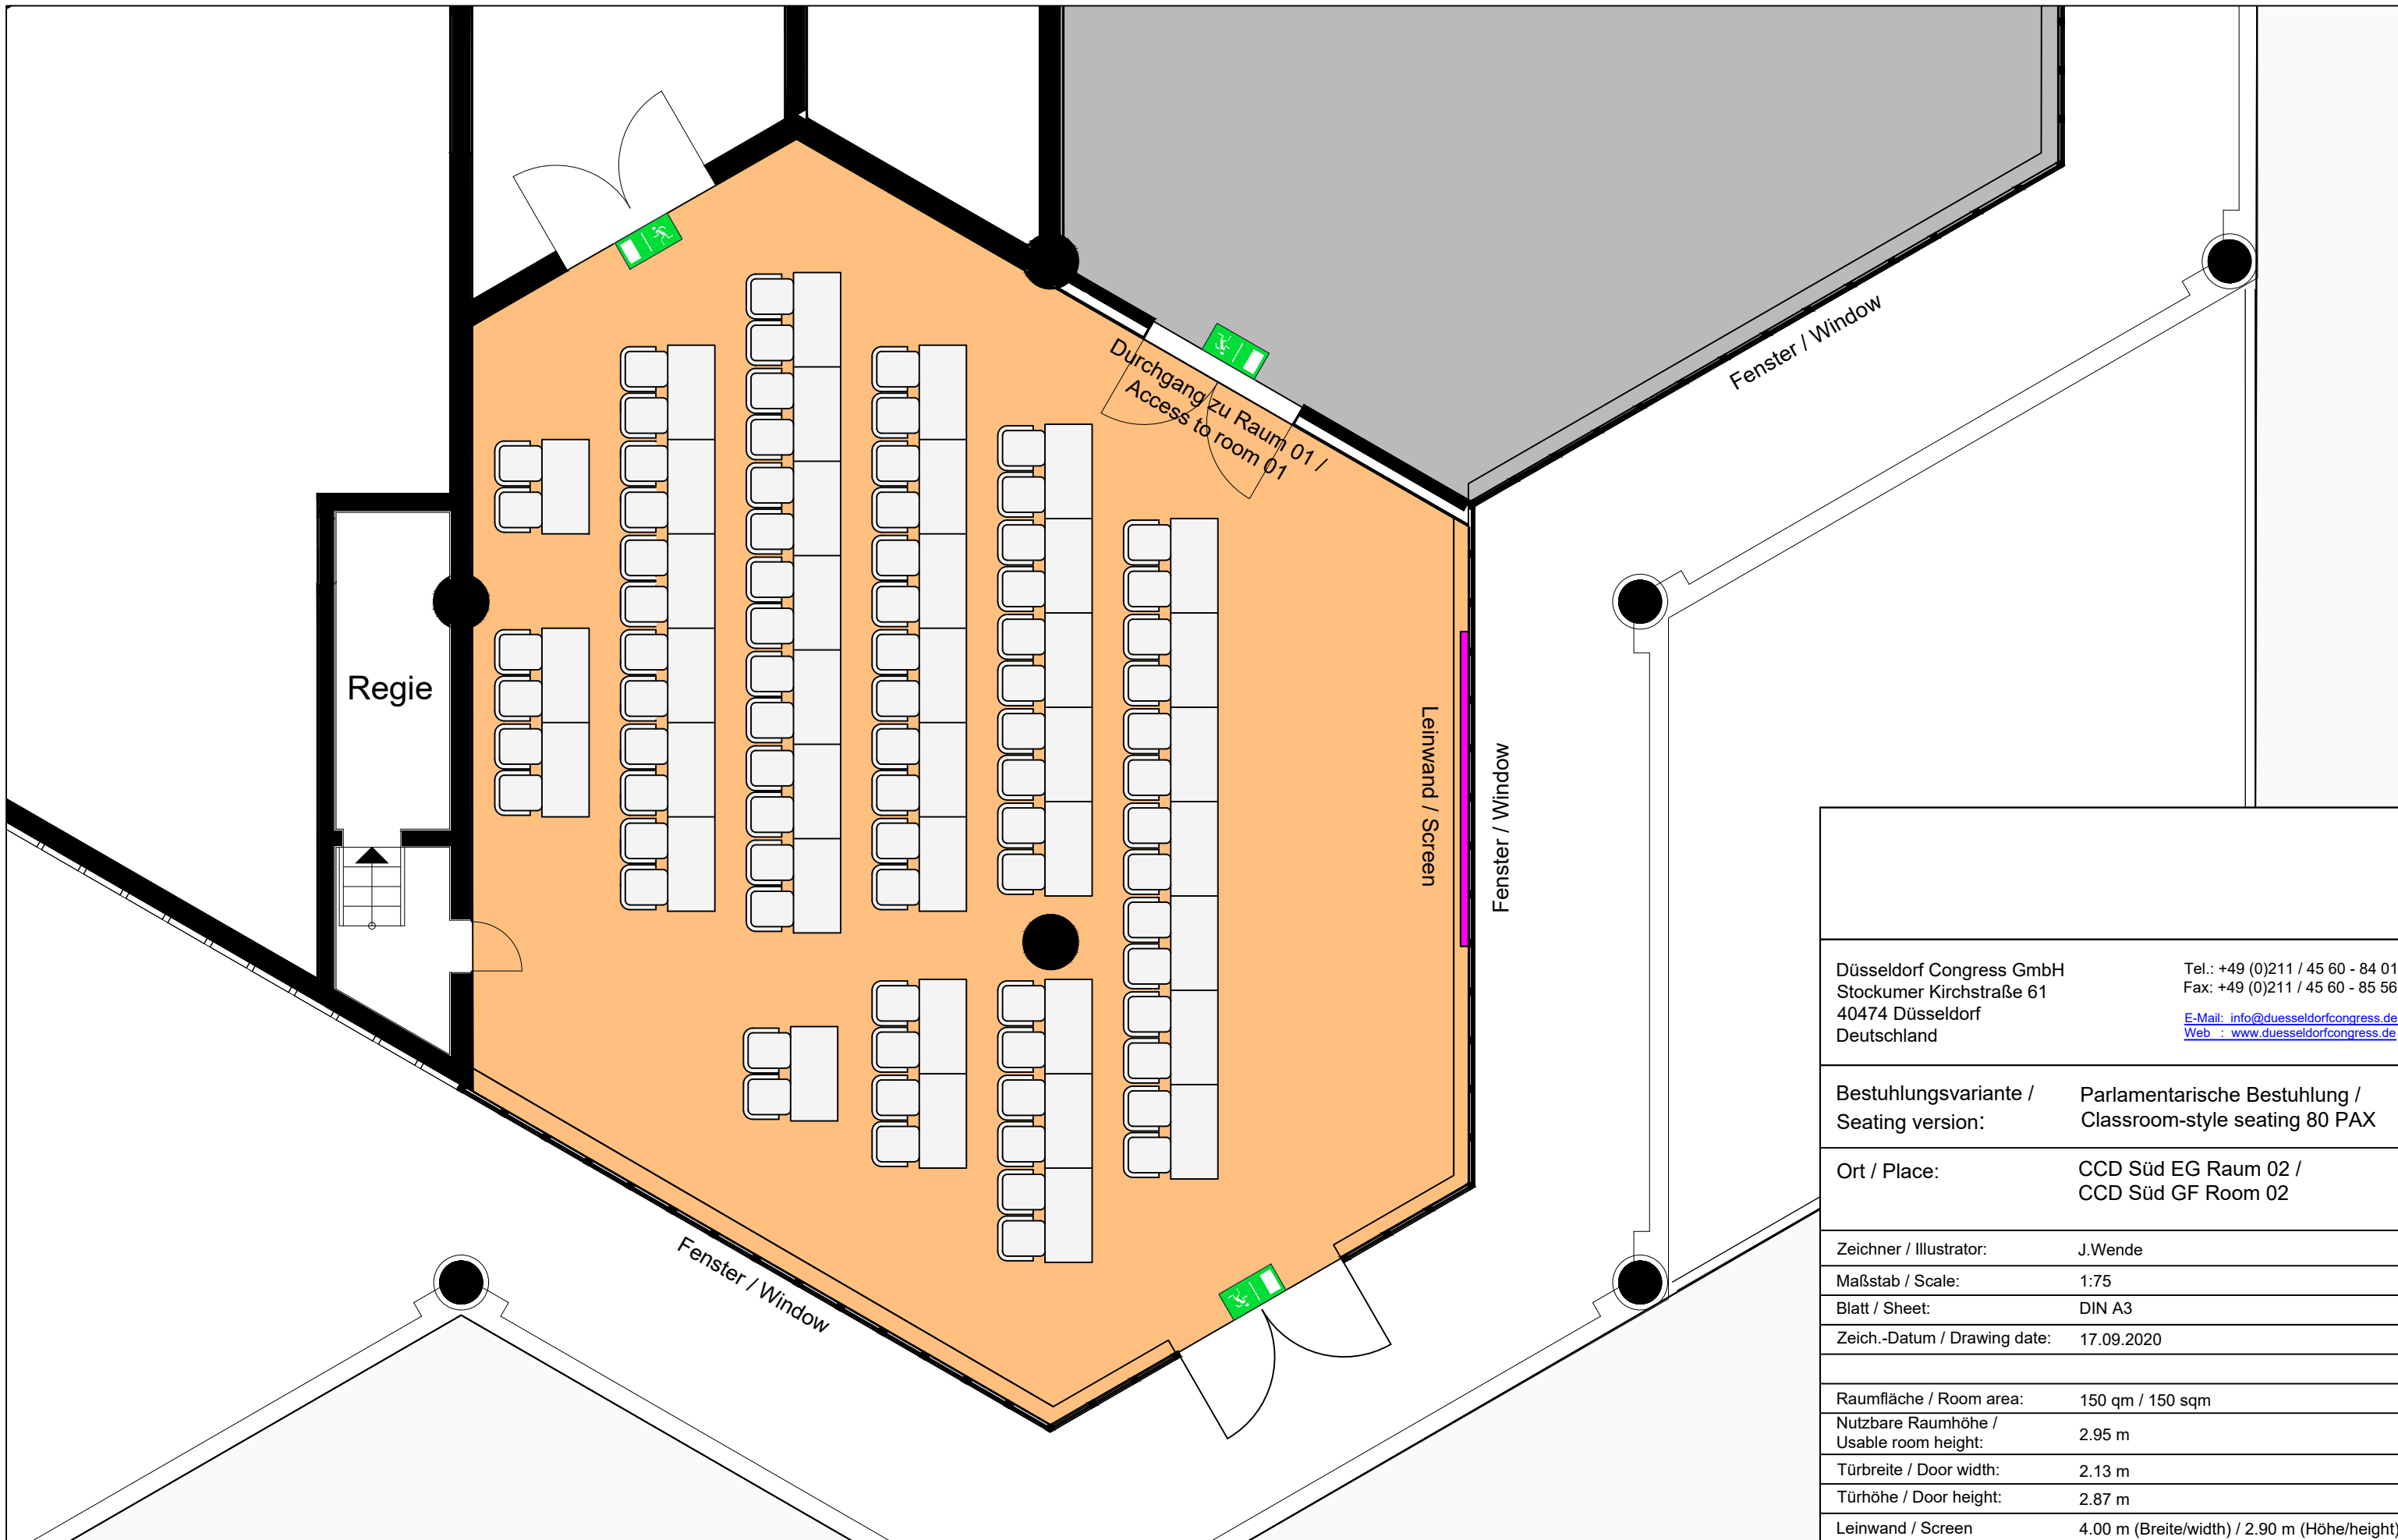 Durchgang zu Raum 01 /
Access to room 01
Fenster / Window
Regie
Leinwand / Screen
Fenster / Window
Fenster / Window
Düsseldorf Congress GmbH
Stockumer Kirchstraße 61
40474 Düsseldorf
Deutschland
Tel.: +49 (0)211 / 45 60 - 84 01
Fax: +49 (0)211 / 45 60 - 85 56
E-Mail: info@duesseldorfcongress.de
Web : www.duesseldorfcongress.de
Bestuhlungsvariante /
Seating version:
Parlamentarische Bestuhlung /
Classroom-style seating 80 PAX
Ort / Place:
CCD Süd EG Raum 02 /
CCD Süd GF Room 02
Zeichner / Illustrator: J.Wende
Maßstab / Scale: 1:75
Blatt / Sheet: DIN A3
Zeich.-Datum / Drawing date: 17.09.2020
Raumfläche / Room area: 150 qm / 150 sqm
Nutzbare Raumhöhe /
Usable room height: 2.95 m
Türbreite / Door width: 2.13 m
Türhöhe / Door height: 2.87 m
Leinwand / Screen 4.00 m (Breite/width) / 2.90 m (Höhe/height)